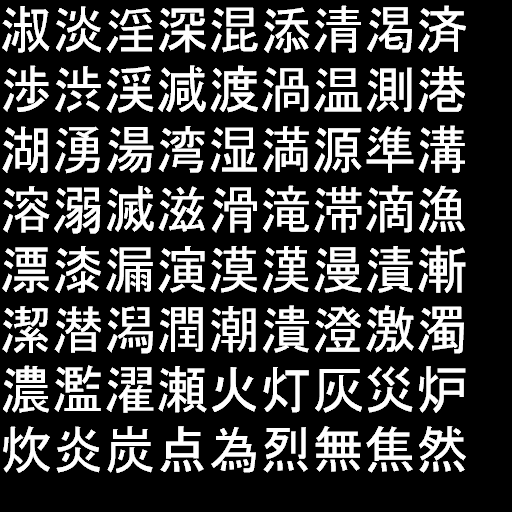 淑淡淫深混添清渇済
渉渋渓減渡渦温測港
湖湧湯湾湿満源準溝
溶溺滅滋滑滝滞滴漁
漂漆漏演漠漢漫漬漸
潔潜潟潤潮潰澄激濁
濃濫濯瀬火灯灰災炉
炊炎炭点為烈無焦然